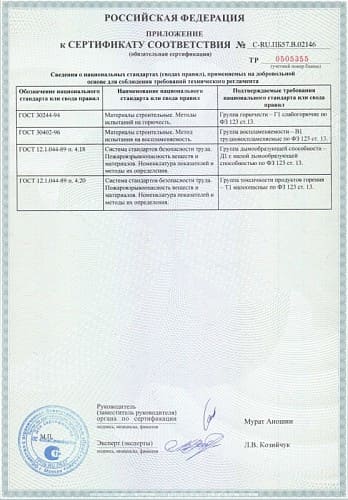 РОССИЙСКАЯ ФЕДЕРАЦИЯ
ПРИЛОЖЕНИЕ
к СЕРТИФИКАТУ СООТВЕТСТВИЯ № C-RU.ПБ57.В.02146
(обязательная сертификация)
ТР 0505355
(учетный номер бланка)
Сведения о национальных стандартах (сводах правил), применяемых на добровольной
основе для соблюдения требований технического регламента
Обозначение национального
стандарта или свода правил
Наименование национального
стандарта или свода правил
Подтверждаемые требования
национального стандарта или свода
правил
ГОСТ 30244-94
Материалы строительные. Методы
испытаний на горючесть.
Группа горючести – Г1 слабогорючие по
ФЗ 123 ст.13.
ГОСТ 30402-96
Материалы строительные. Метод
испытания на воспламеняемость.
Группа воспламеняемости – В1
трудновоспламеняемые по ФЗ 123 ст. 13.
ГОСТ 12.1.044-89 п. 4.18
Система стандартов безопасности труда.
Пожаровзрывоопасность веществ и
материалов. Номенклатура показателей и
методы их определения.
Группа дымообразующей способности –
Д1 с малой дымообразующей
способностью по ФЗ 123 ст. 13.
ГОСТ 12.1.044-89 п. 4.20
Система стандартов безопасности труда.
Пожаровзрывоопасность веществ и
материалов. Номенклатура показателей и
методы их определения.
Группа токсичности продуктов горения
– Т1 малоопасные по ФЗ 123 ст. 13.
Руководитель
(заместитель руководителя)
органа по сертификации
подпись, инициалы, фамилия
Мурат Аношин
М.П.
Эксперт (эксперты)
подпись, инициалы, фамилия
Л.В. Козийчук